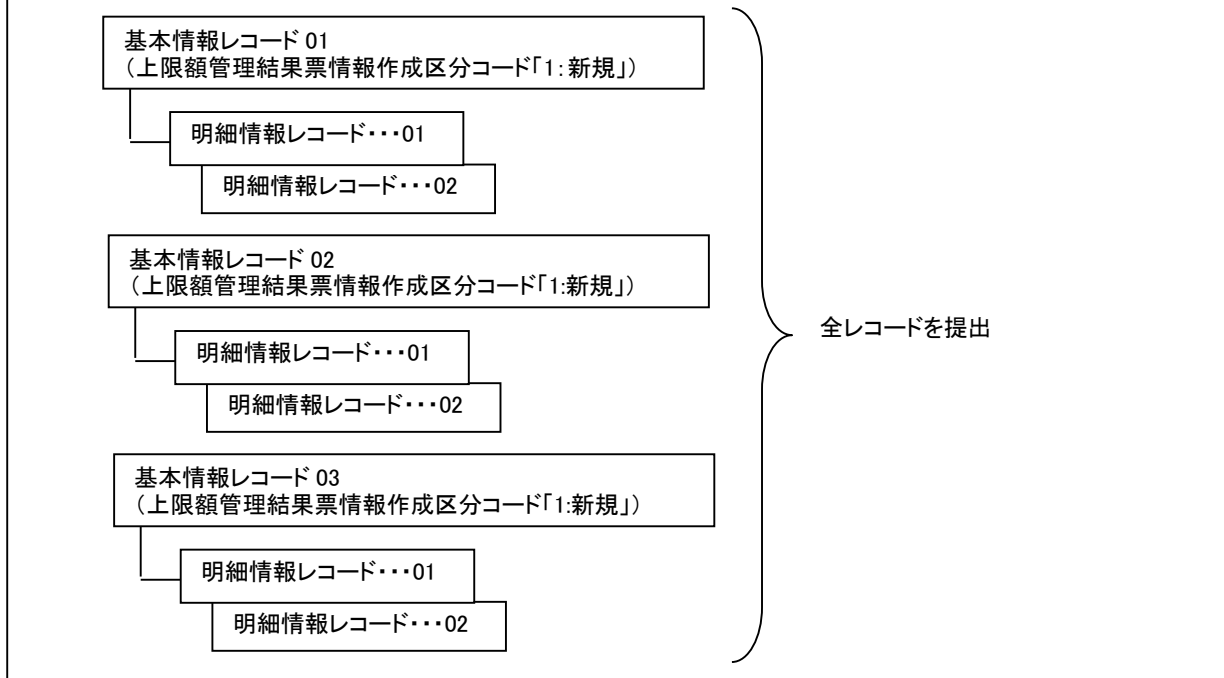 基本情報レコード 01
（上限額管理結果票情報作成区分コード「1：新規」）
明細情報レコード・・・01
明細情報レコード・・・02
基本情報レコード 02
（上限額管理結果票情報作成区分コード「1:新規」）
明細情報レコード・・・01
明細情報レコード・・・02
全レコードを提出
基本情報レコード 03
（上限額管理結果票情報作成区分コード「1:新規」）
明細情報レコード・・・01
明細情報レコード・・・02